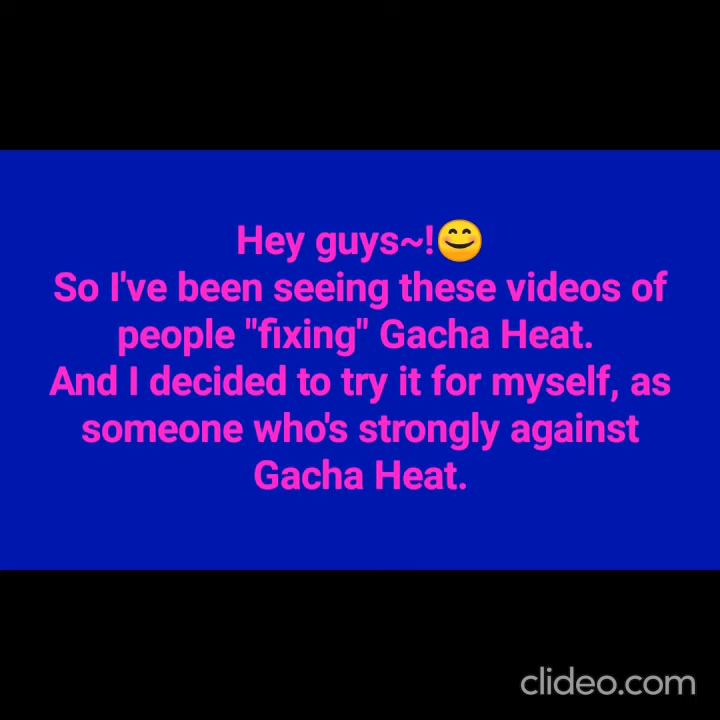 Hey guys~!😊
So I've been seeing these videos of
people "fixing" Gacha Heat.
And I decided to try it for myself, as
someone who's strongly against
Gacha Heat.
clideo.com